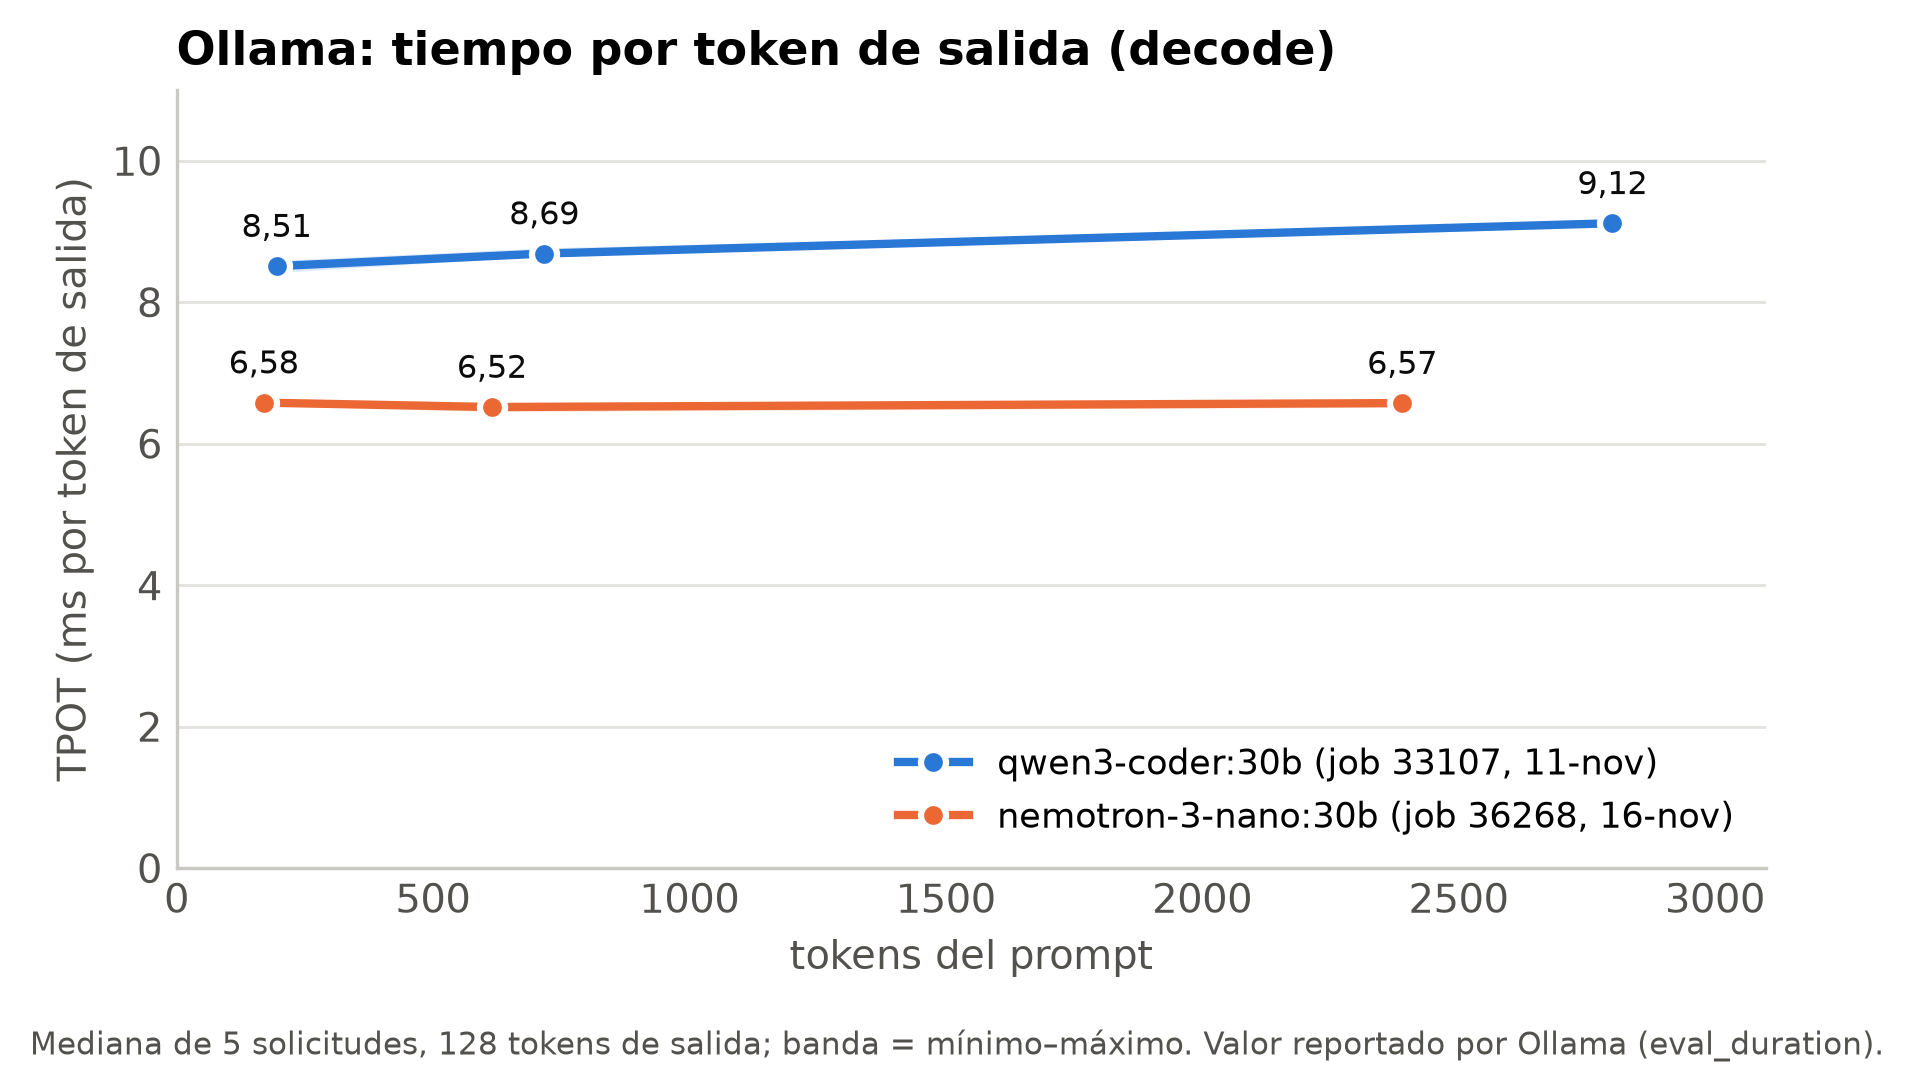 Ollama: tiempo por token de salida (decode)
TPOT (ms por token de salida)
10
8
6
4
2
0
8,51
8,69
9,12
6,58
6,52
6,57
qwen3-coder:30b (job 33107, 11-nov)
nemotron-3-nano:30b (job 36268, 16-nov)
0 500 1000 1500 2000 2500 3000
tokens del prompt
Mediana de 5 solicitudes, 128 tokens de salida; banda = mínimo–máximo. Valor reportado por Ollama (eval_duration).